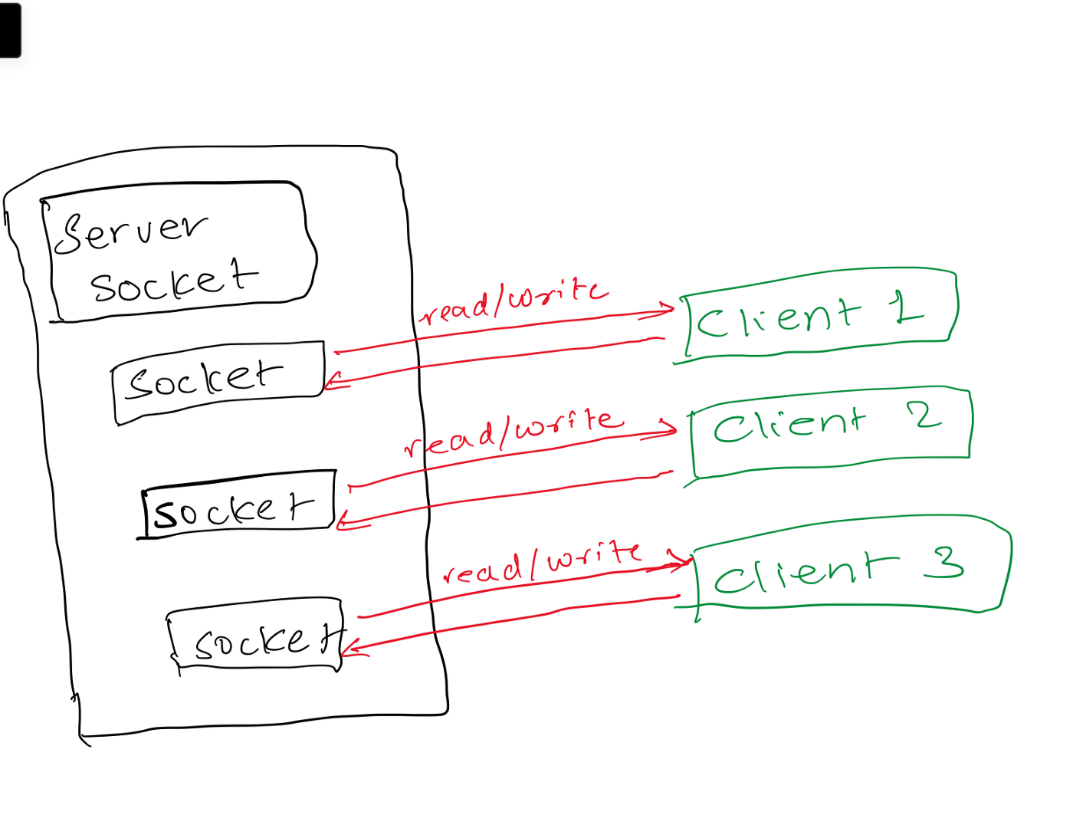 Server
Socket
read/write
Client 1
Socket
read/write
Client 2
Socket
read/write
Client 3
Socket